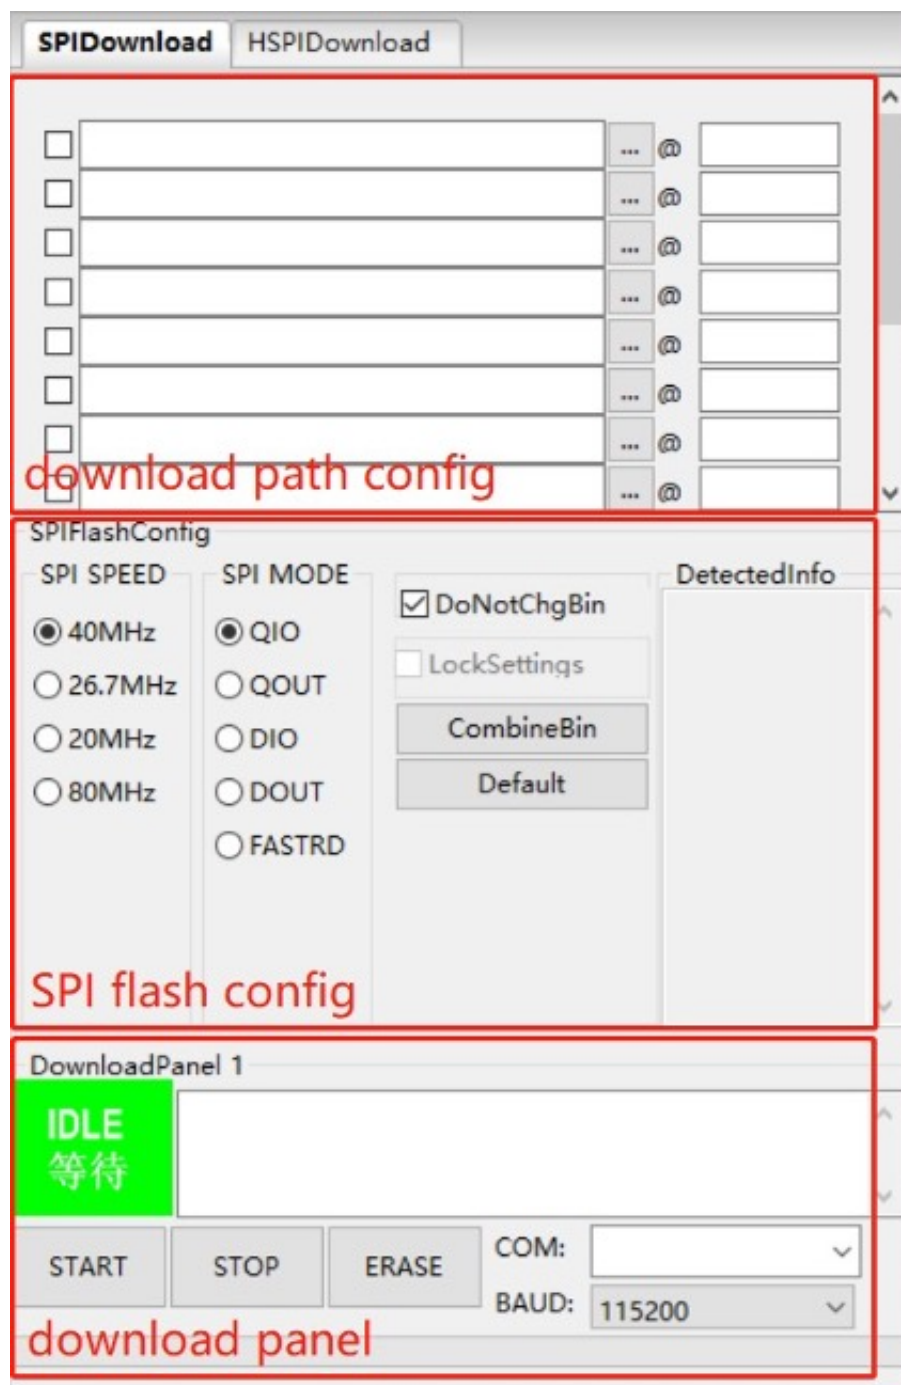 SPIDownload HSPIDownload
... @
... @
... @
... @
... @
... @
... @
... @
download path config
SPIFlashConfig
SPI SPEED SPI MODE DetectedInfo
DoNotChgBin
40MHz QIO
LockSettings
26.7MHz QOUT
CombineBin
20MHz DIO
Default
80MHz DOUT
FASTRD
SPI flash config
DownloadPanel 1
IDLE
等待
START STOP ERASE COM:
BAUD: 115200
download panel